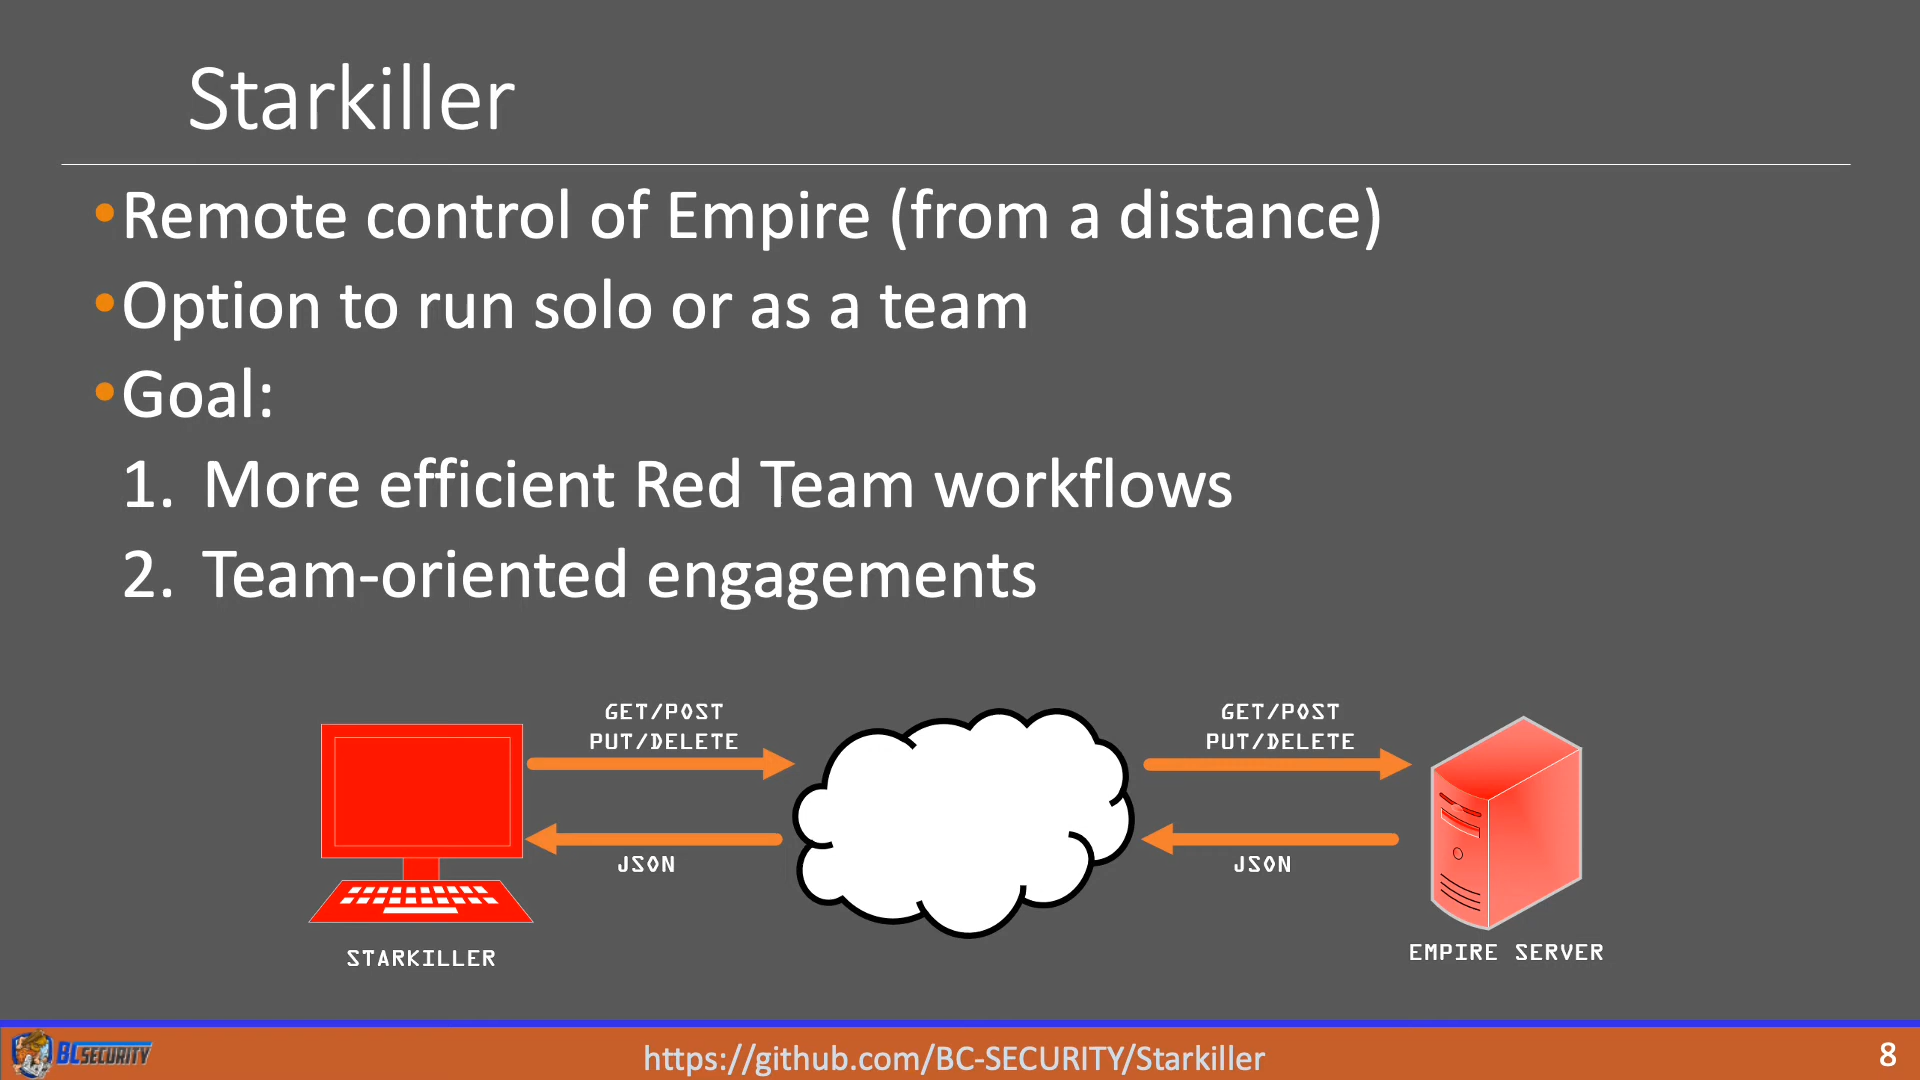 Starkiller
•Remote control of Empire (from a distance)
•Option to run solo or as a team
•Goal:
1. More efficient Red Team workflows
2. Team-oriented engagements
GET/POST
PUT/DELETE
GET/POST
PUT/DELETE
JSON
JSON
STARKILLER
EMPIRE SERVER
BCSECURITY
https://github.com/BC-SECURITY/Starkiller
8